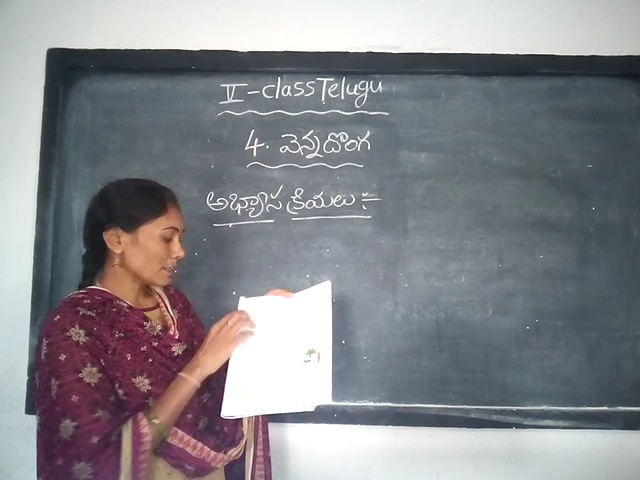 V - class Telugu
4. వెన్నదొంగ
అభ్యాస క్రియలు :-